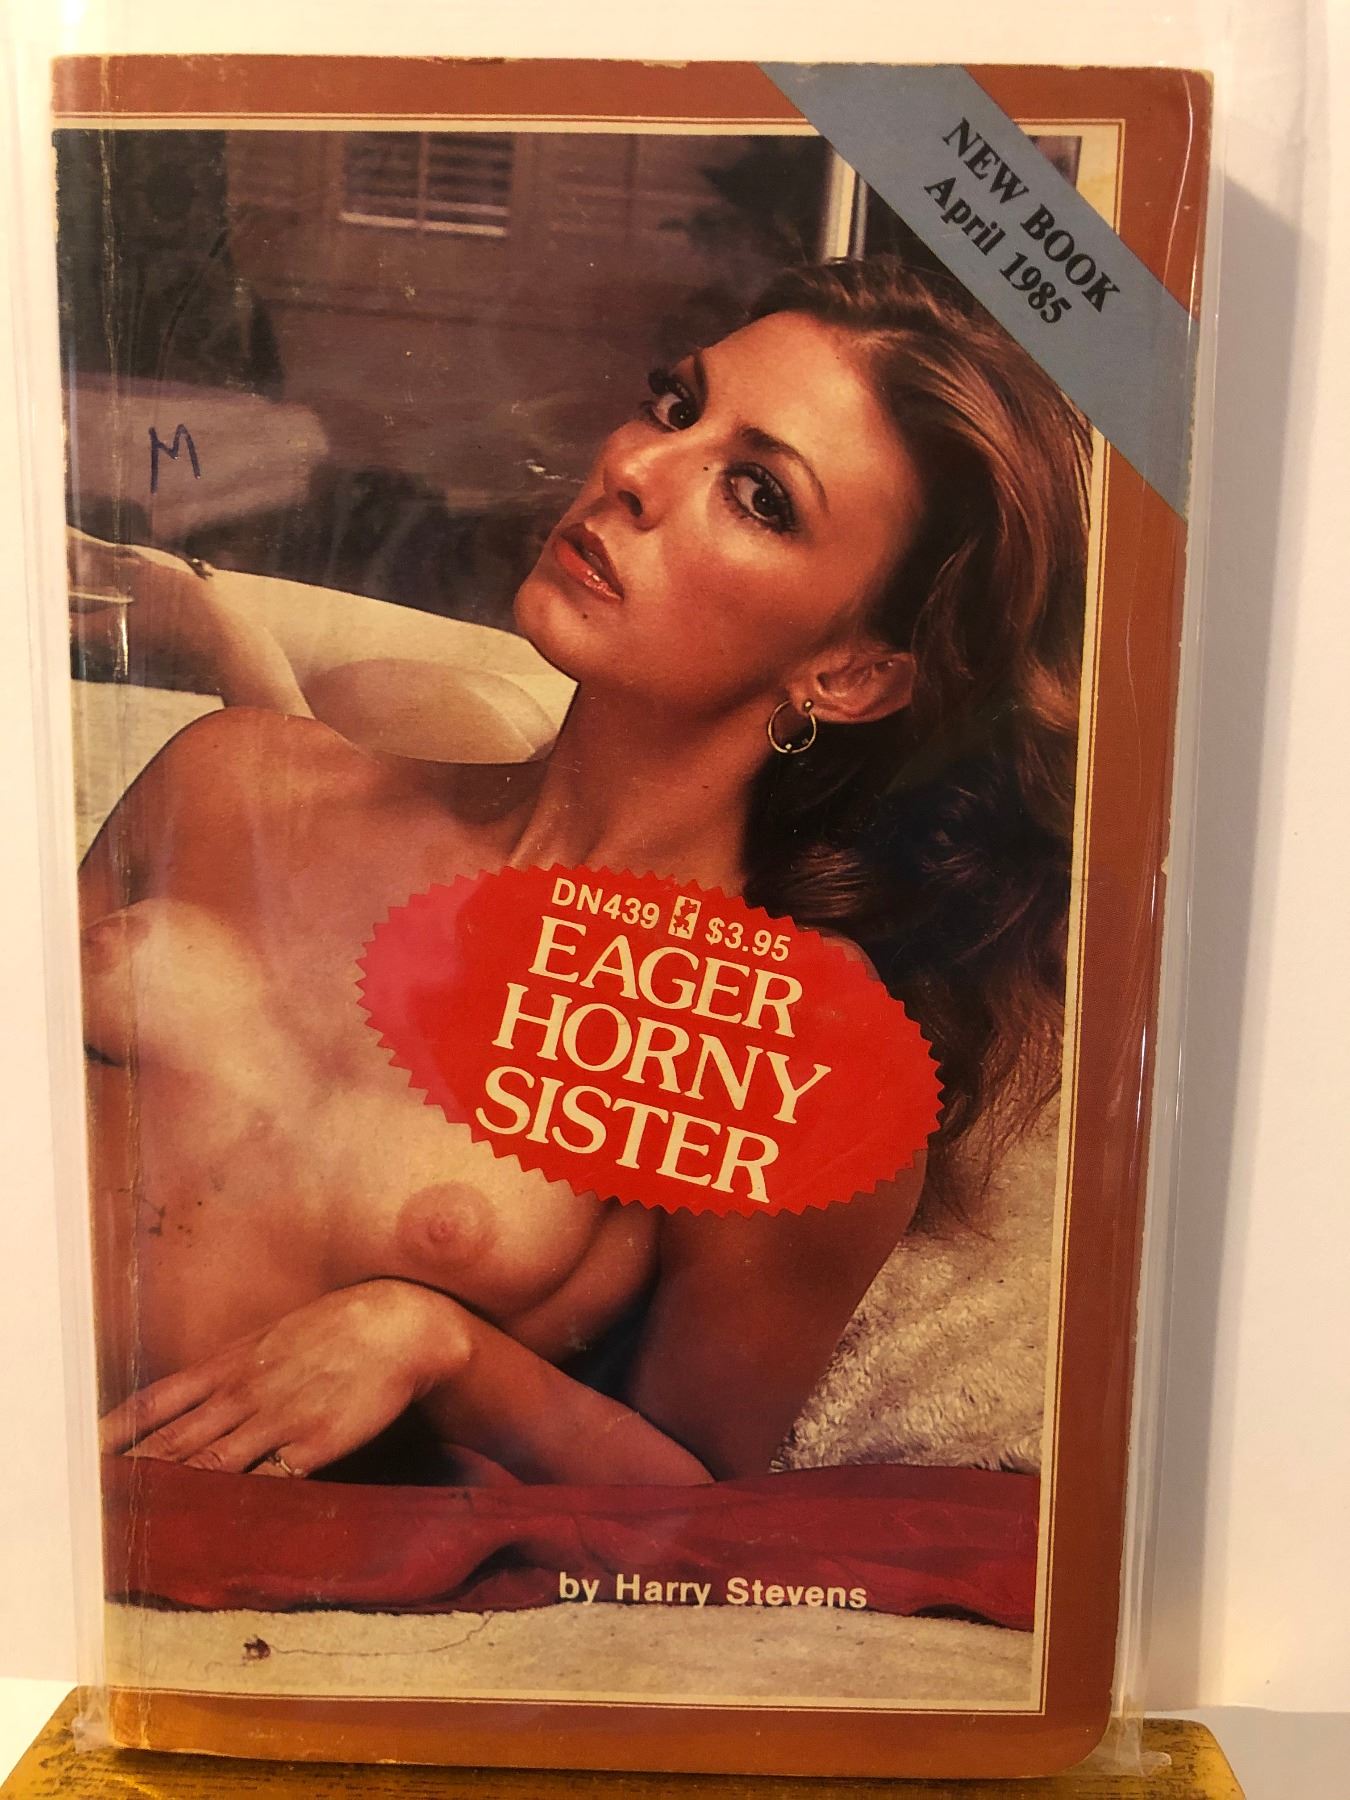 NEW BOOK
April 1985
M
DN439 $3.95
EAGER
HORNY
SISTER
by Harry Stevens